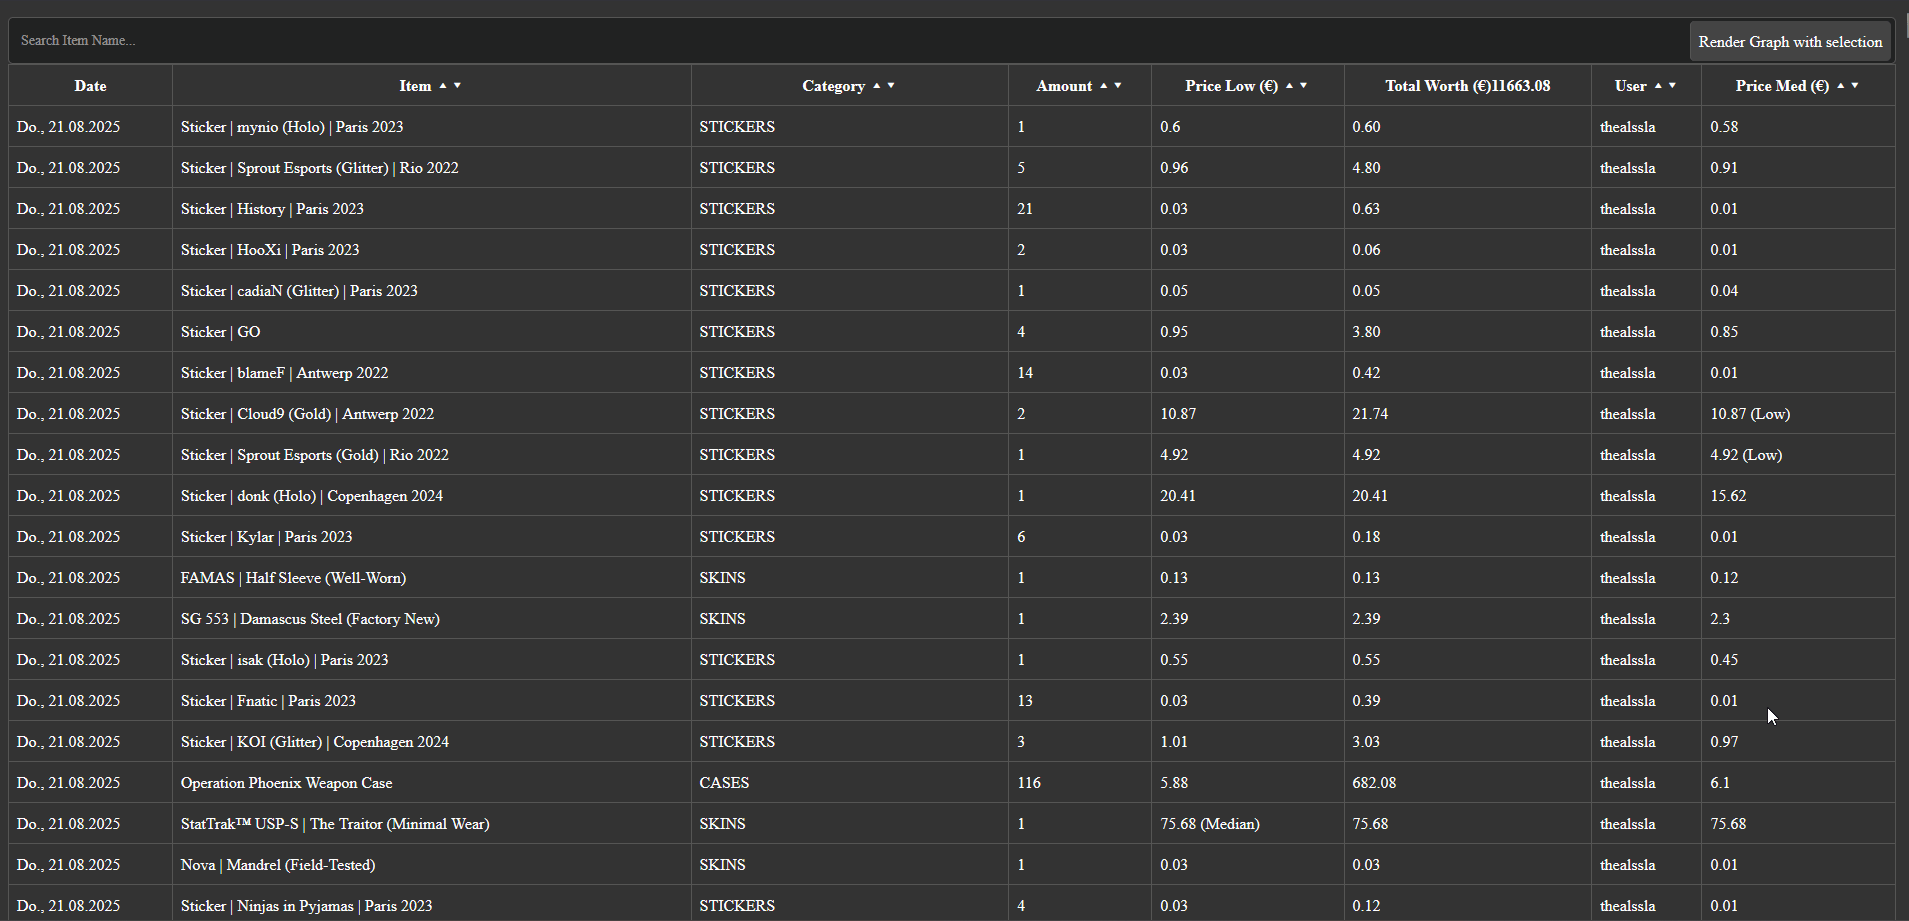 Search Item Name... Render Graph with selection
Date Item ▲ ▼ Category ▲ ▼ Amount ▲ ▼ Price Low (€) ▲ ▼ Total Worth (€)11663.08 User ▲ ▼ Price Med (€) ▲ ▼
Do., 21.08.2025 Sticker | mynio (Holo) | Paris 2023 STICKERS 1 0.6 0.60 thealssla 0.58
Do., 21.08.2025 Sticker | Sprout Esports (Glitter) | Rio 2022 STICKERS 5 0.96 4.80 thealssla 0.91
Do., 21.08.2025 Sticker | History | Paris 2023 STICKERS 21 0.03 0.63 thealssla 0.01
Do., 21.08.2025 Sticker | HooXi | Paris 2023 STICKERS 2 0.03 0.06 thealssla 0.01
Do., 21.08.2025 Sticker | cadiaN (Glitter) | Paris 2023 STICKERS 1 0.05 0.05 thealssla 0.04
Do., 21.08.2025 Sticker | GO STICKERS 4 0.95 3.80 thealssla 0.85
Do., 21.08.2025 Sticker | blameF | Antwerp 2022 STICKERS 14 0.03 0.42 thealssla 0.01
Do., 21.08.2025 Sticker | Cloud9 (Gold) | Antwerp 2022 STICKERS 2 10.87 21.74 thealssla 10.87 (Low)
Do., 21.08.2025 Sticker | Sprout Esports (Gold) | Rio 2022 STICKERS 1 4.92 4.92 thealssla 4.92 (Low)
Do., 21.08.2025 Sticker | donk (Holo) | Copenhagen 2024 STICKERS 1 20.41 20.41 thealssla 15.62
Do., 21.08.2025 Sticker | Kylar | Paris 2023 STICKERS 6 0.03 0.18 thealssla 0.01
Do., 21.08.2025 FAMAS | Half Sleeve (Well-Worn) SKINS 1 0.13 0.13 thealssla 0.12
Do., 21.08.2025 SG 553 | Damascus Steel (Factory New) SKINS 1 2.39 2.39 thealssla 2.3
Do., 21.08.2025 Sticker | isak (Holo) | Paris 2023 STICKERS 1 0.55 0.55 thealssla 0.45
Do., 21.08.2025 Sticker | Fnatic | Paris 2023 STICKERS 13 0.03 0.39 thealssla 0.01
Do., 21.08.2025 Sticker | KOI (Glitter) | Copenhagen 2024 STICKERS 3 1.01 3.03 thealssla 0.97
Do., 21.08.2025 Operation Phoenix Weapon Case CASES 116 5.88 682.08 thealssla 6.1
Do., 21.08.2025 StatTrak™ USP-S | The Traitor (Minimal Wear) SKINS 1 75.68 (Median) 75.68 thealssla 75.68
Do., 21.08.2025 Nova | Mandrel (Field-Tested) SKINS 1 0.03 0.03 thealssla 0.01
Do., 21.08.2025 Sticker | Ninjas in Pyjamas | Paris 2023 STICKERS 4 0.03 0.12 thealssla 0.01